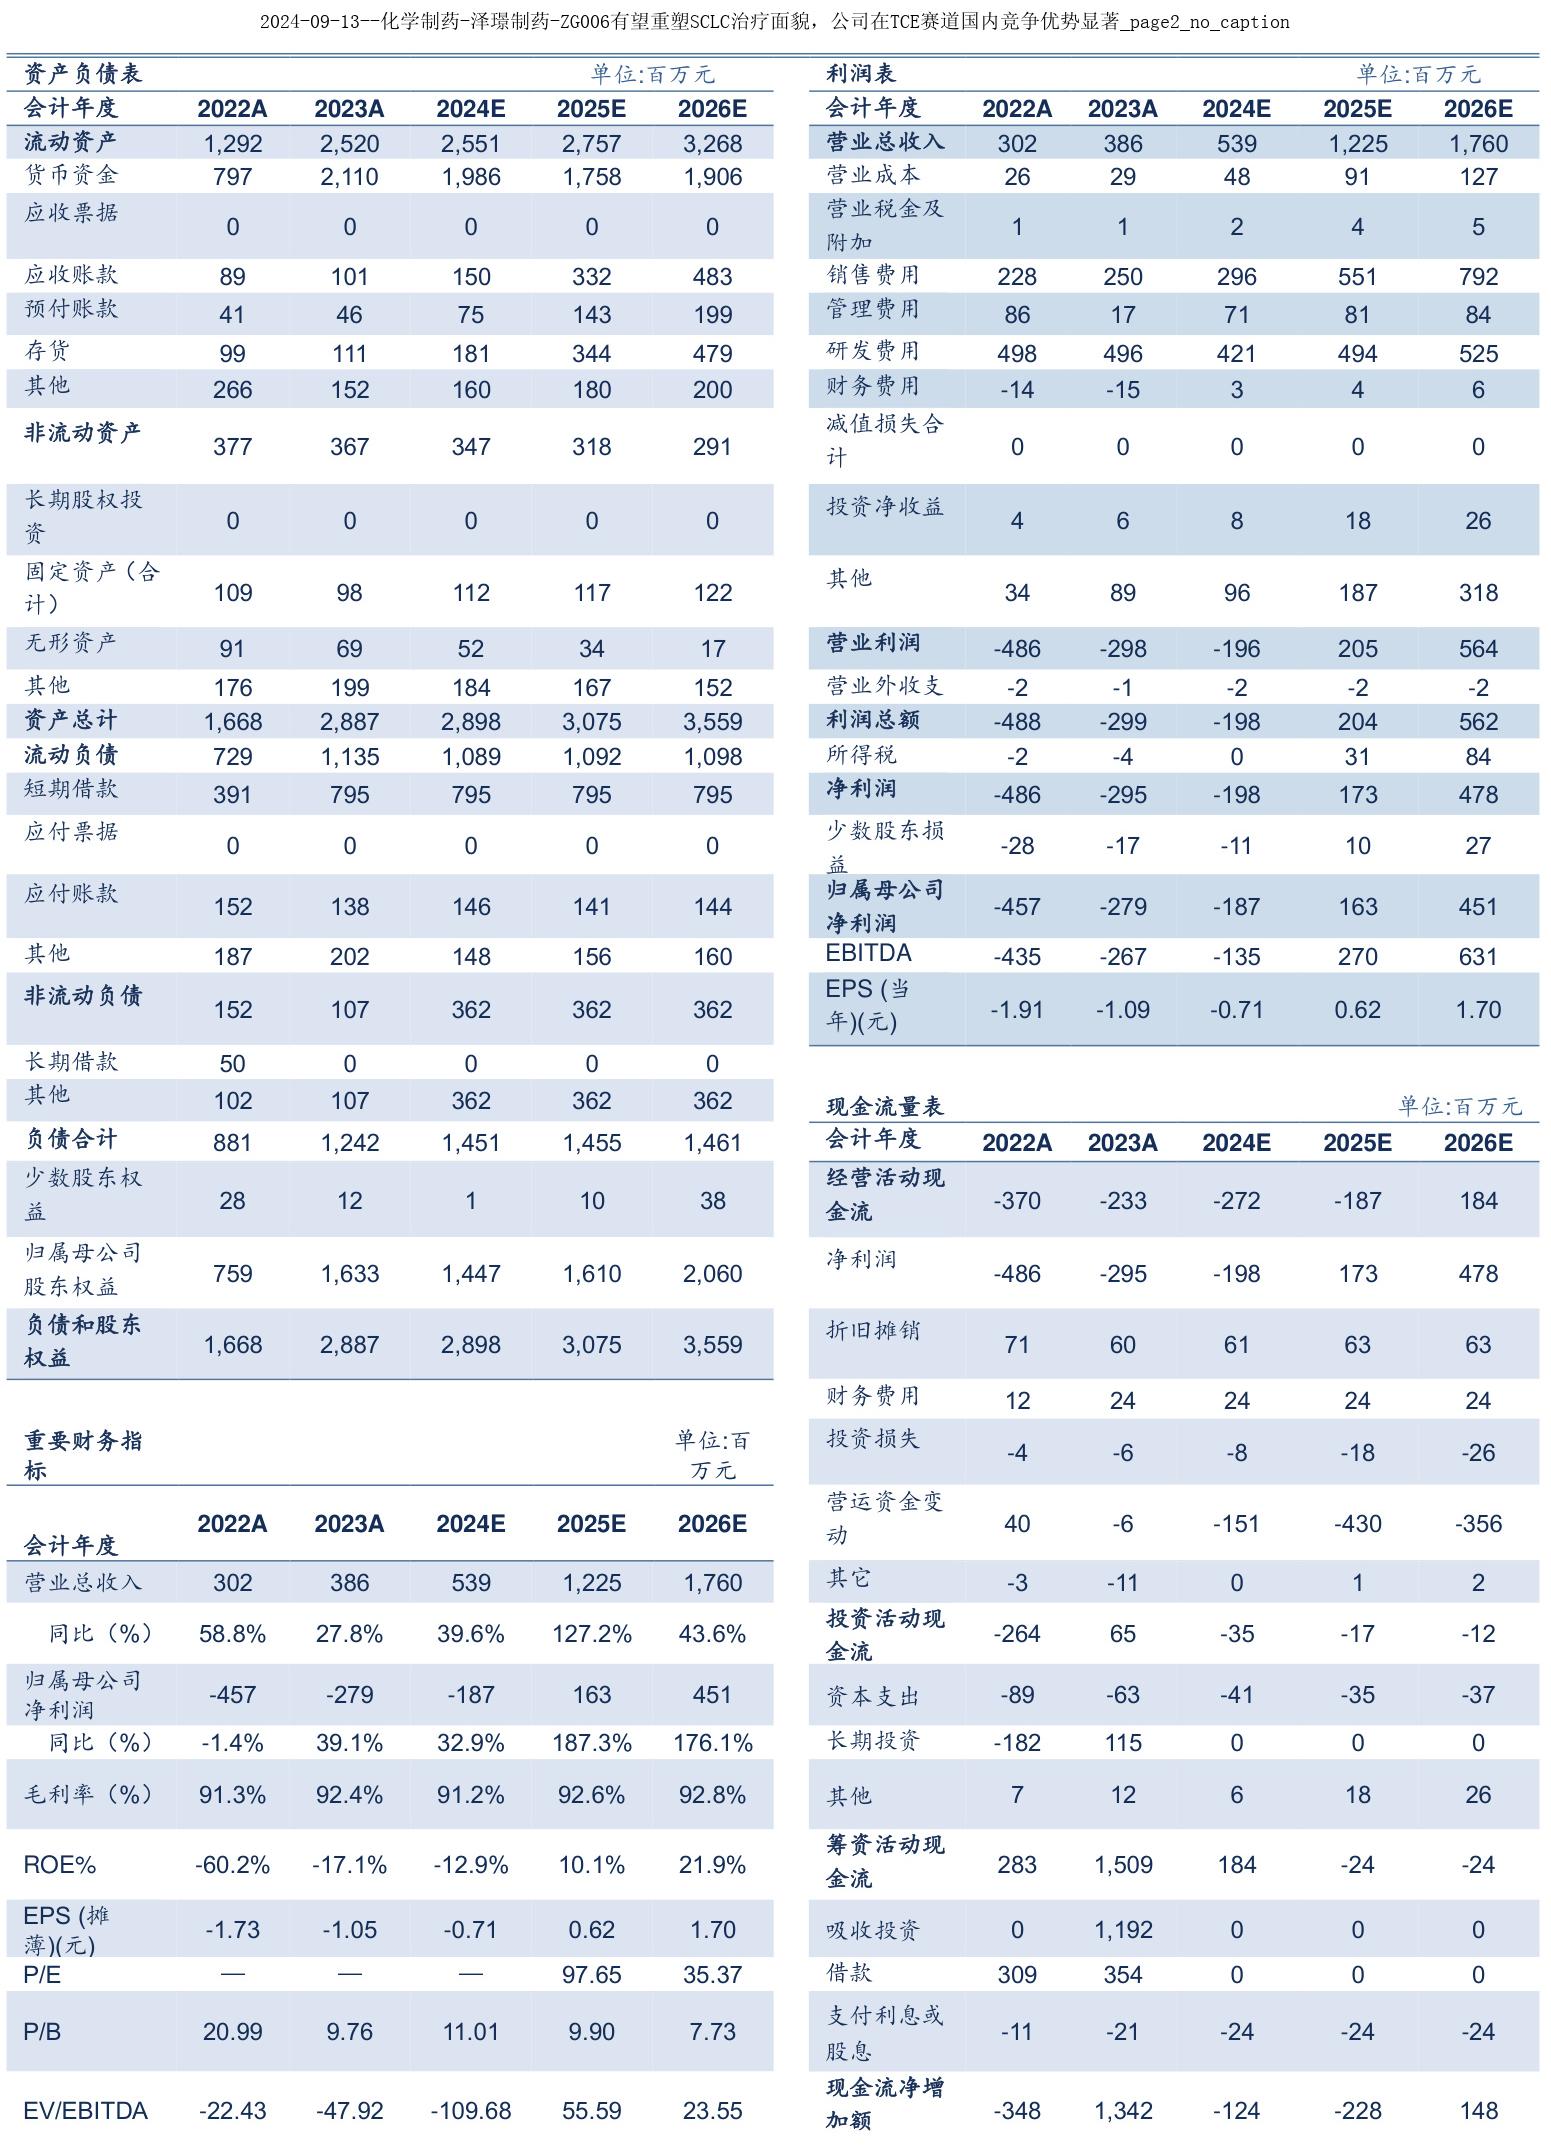 2024-09-13--化学制药-泽璟制药-ZG006有望重塑SCLC治疗面貌，公司在TCE赛道国内竞争优势显著_page2_no_caption
资产负债表 单位:百万元
会计年度 2022A 2023A 2024E 2025E 2026E
流动资产 1,292 2,520 2,551 2,757 3,268
货币资金 797 2,110 1,986 1,758 1,906
应收票据 0 0 0 0 0
应收账款 89 101 150 332 483
预付账款 41 46 75 143 199
存货 99 111 181 344 479
其他 266 152 160 180 200
非流动资产 377 367 347 318 291
长期股权投
资 0 0 0 0 0
固定资产（合
计） 109 98 112 117 122
无形资产 91 69 52 34 17
其他 176 199 184 167 152
资产总计 1,668 2,887 2,898 3,075 3,559
流动负债 729 1,135 1,089 1,092 1,098
短期借款 391 795 795 795 795
应付票据 0 0 0 0 0
应付账款 152 138 146 141 144
其他 187 202 148 156 160
非流动负债 152 107 362 362 362
长期借款 50 0 0 0 0
其他 102 107 362 362 362
负债合计 881 1,242 1,451 1,455 1,461
少数股东权
益 28 12 1 10 38
归属母公司
股东权益 759 1,633 1,447 1,610 2,060
负债和股东
权益 1,668 2,887 2,898 3,075 3,559
重要财务指 单位:百
标 万元
会计年度 2022A 2023A 2024E 2025E 2026E
营业总收入 302 386 539 1,225 1,760
同比（%） 58.8% 27.8% 39.6% 127.2% 43.6%
归属母公司
净利润 -457 -279 -187 163 451
同比（%） -1.4% 39.1% 32.9% 187.3% 176.1%
毛利率（%） 91.3% 92.4% 91.2% 92.6% 92.8%
ROE% -60.2% -17.1% -12.9% 10.1% 21.9%
EPS (摊
薄)(元) -1.73 -1.05 -0.71 0.62 1.70
P/E — — — 97.65 35.37
P/B 20.99 9.76 11.01 9.90 7.73
EV/EBITDA -22.43 -47.92 -109.68 55.59 23.55
利润表 单位:百万元
会计年度 2022A 2023A 2024E 2025E 2026E
营业总收入 302 386 539 1,225 1,760
营业成本 26 29 48 91 127
营业税金及
附加 1 1 2 4 5
销售费用 228 250 296 551 792
管理费用 86 17 71 81 84
研发费用 498 496 421 494 525
财务费用 -14 -15 3 4 6
减值损失合
计 0 0 0 0 0
投资净收益 4 6 8 18 26
其他 34 89 96 187 318
营业利润 -486 -298 -196 205 564
营业外收支 -2 -1 -2 -2 -2
利润总额 -488 -299 -198 204 562
所得税 -2 -4 0 31 84
净利润 -486 -295 -198 173 478
少数股东损
益 -28 -17 -11 10 27
归属母公司
净利润 -457 -279 -187 163 451
EBITDA -435 -267 -135 270 631
EPS (当
年)(元) -1.91 -1.09 -0.71 0.62 1.70
现金流量表 单位:百万元
会计年度 2022A 2023A 2024E 2025E 2026E
经营活动现
金流 -370 -233 -272 -187 184
净利润 -486 -295 -198 173 478
折旧摊销 71 60 61 63 63
财务费用 12 24 24 24 24
投资损失 -4 -6 -8 -18 -26
营运资金变
动 40 -6 -151 -430 -356
其它 -3 -11 0 1 2
投资活动现
金流 -264 65 -35 -17 -12
资本支出 -89 -63 -41 -35 -37
长期投资 -182 115 0 0 0
其他 7 12 6 18 26
筹资活动现
金流 283 1,509 184 -24 -24
吸收投资 0 1,192 0 0 0
借款 309 354 0 0 0
支付利息或
股息 -11 -21 -24 -24 -24
现金流净增
加额 -348 1,342 -124 -228 148